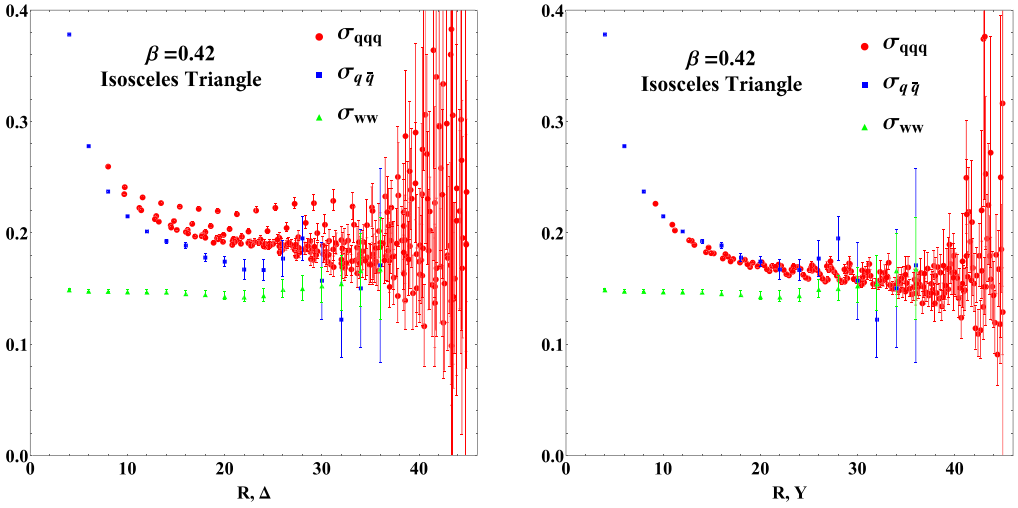 0.4
0.3
0.2
0.1
0.0
β=0.42
Isosceles Triangle
σqqq
σqq̄
σww
0 10 20 30 40
R, Δ
0.4
0.3
0.2
0.1
0.0
β=0.42
Isosceles Triangle
σqqq
σqq̄
σww
0 10 20 30 40
R, Y